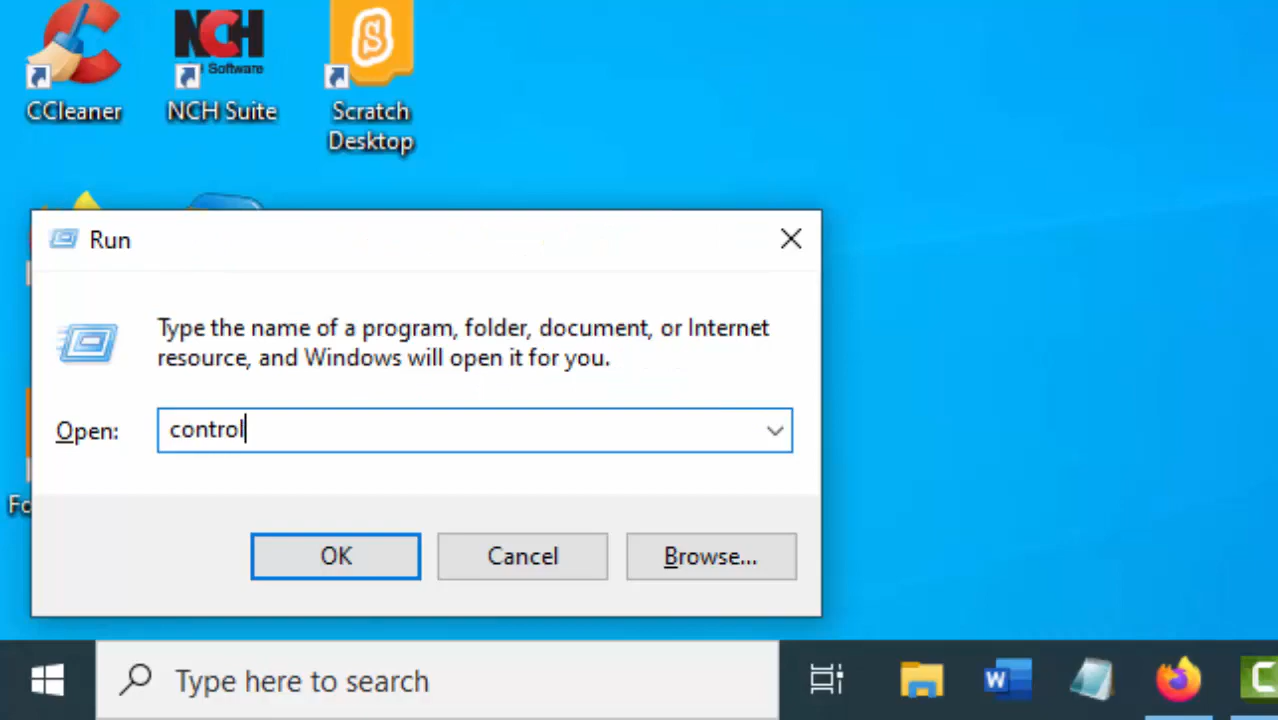 NCH
Software
CCleaner
NCH Suite
Scratch
Desktop
Run
Type the name of a program, folder, document, or Internet
resource, and Windows will open it for you.
Open:
control
OK
Cancel
Browse...
Type here to search
W